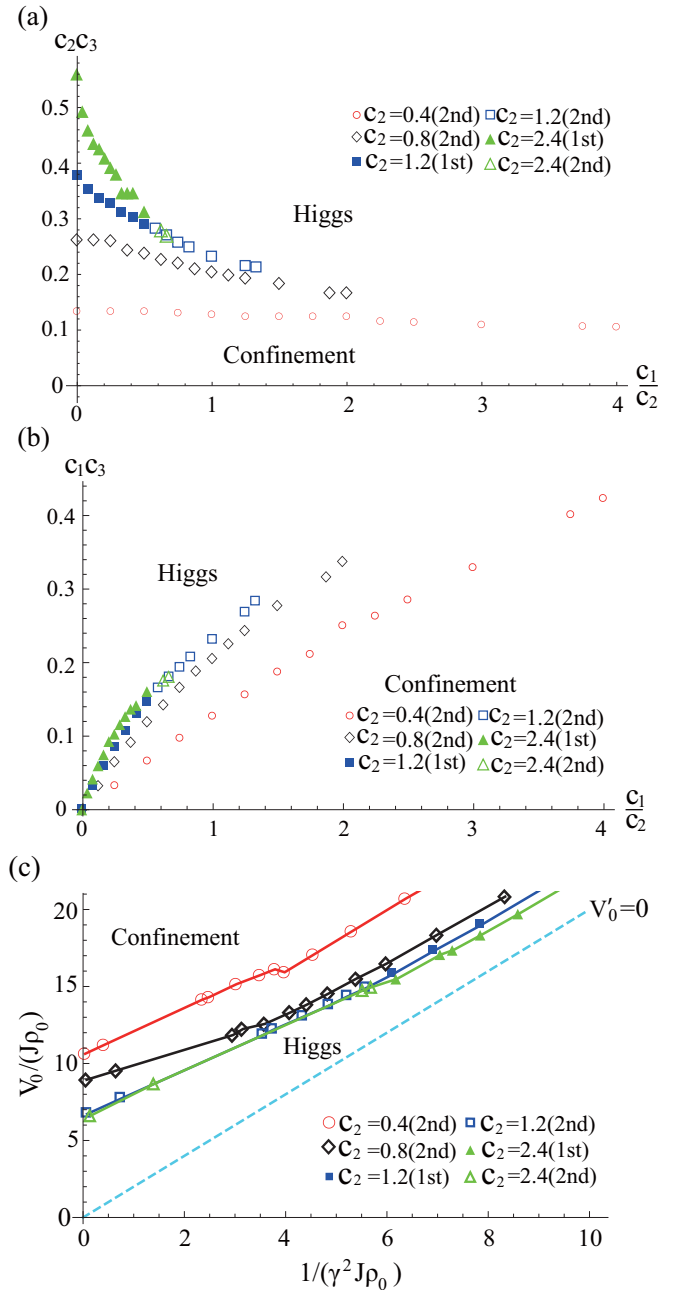 (a)
c₂c₃
0.5
0.4
0.3
0.2
0.1
0
c₂=0.4(2nd) c₂=1.2(2nd)
c₂=0.8(2nd) c₂=2.4(1st)
c₂=1.2(1st) c₂=2.4(2nd)
Higgs
Confinement
0 1 2 3 4
c₁/c₂
(b)
c₁c₃
0.4
0.3
0.2
0.1
0
Higgs
Confinement
c₂=0.4(2nd) c₂=1.2(2nd)
c₂=0.8(2nd) c₂=2.4(1st)
c₂=1.2(1st) c₂=2.4(2nd)
0 1 2 3 4
c₁/c₂
(c)
V₀/(Jρ₀)
20
15
10
5
0
V'₀=0
Confinement
Higgs
c₂=0.4(2nd) c₂=1.2(2nd)
c₂=0.8(2nd) c₂=2.4(1st)
c₂=1.2(1st) c₂=2.4(2nd)
0 2 4 6 8 10
1/(γ²Jρ₀)